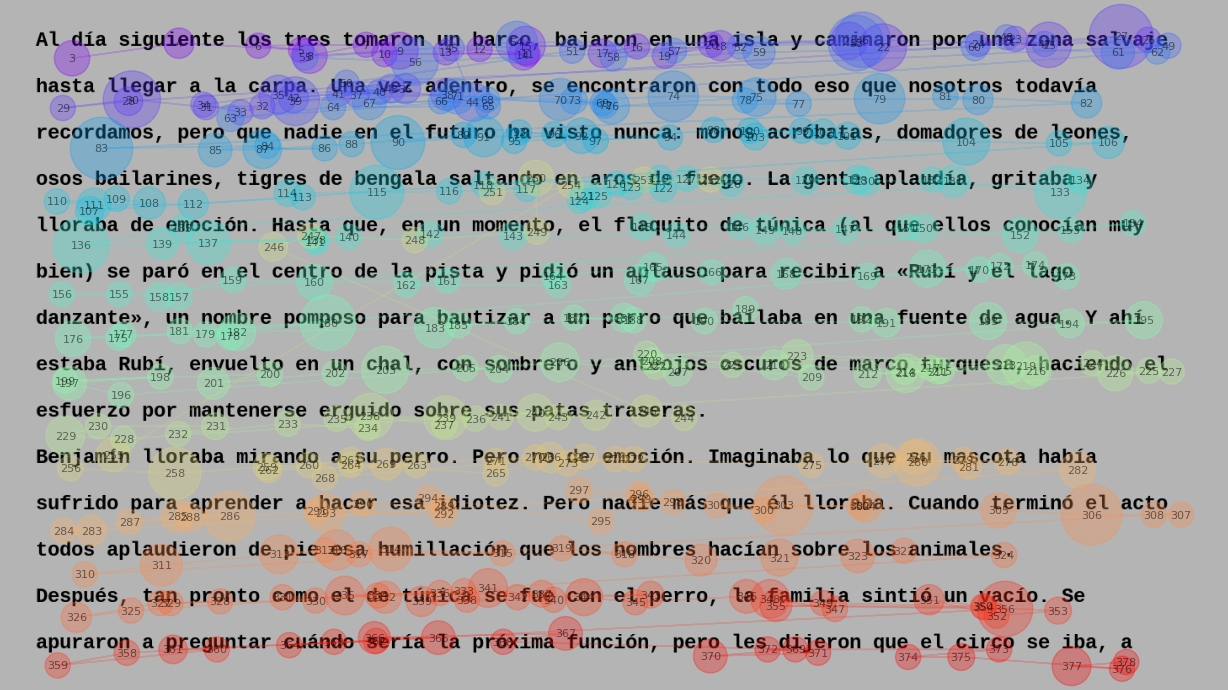 Al día siguiente los tres tomaron un barco, bajaron en una isla y caminaron por una zona salvaje
hasta llegar a la carpa. Una vez adentro, se encontraron con todo eso que nosotros todavía
recordamos, pero que nadie en el futuro ha visto nunca: monos acróbatas, domadores de leones,
osos bailarines, tigres de bengala saltando en aros de fuego. La gente aplaudía, gritaba y
lloraba de emoción. Hasta que, en un momento, el flaquito de túnica (al que ellos conocían muy
bien) se paró en el centro de la pista y pidió un aplauso para recibir a «Rubí y el lago
danzante», un nombre pomposo para bautizar a un perro que bailaba en una fuente de agua. Y ahí
estaba Rubí, envuelto en un chal, con sombrero y anteojos oscuros de marco turquesa, haciendo el
esfuerzo por mantenerse erguido sobre sus patas traseras.
Benjamín lloraba mirando a su perro. Pero no de emoción. Imaginaba lo que su mascota había
sufrido para aprender a hacer esa idiotez. Pero nadie más que él lloraba. Cuando terminó el acto
todos aplaudieron de pie esa humillación que los hombres hacían sobre los animales.
Después, tan pronto como el de túnica se fue con el perro, la familia sintió un vacío. Se
apuraron a preguntar cuándo sería la próxima función, pero les dijeron que el circo se iba, a